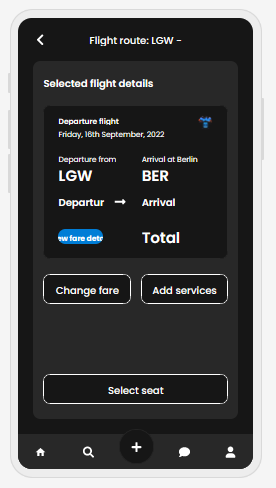 Flight route: LGW -
Selected flight details
Departure flight
Friday, 16th September, 2022
Departure from Arrival at Berlin
LGW BER
Departur Arrival
ew fare deta Total
Change fare Add services
Select seat